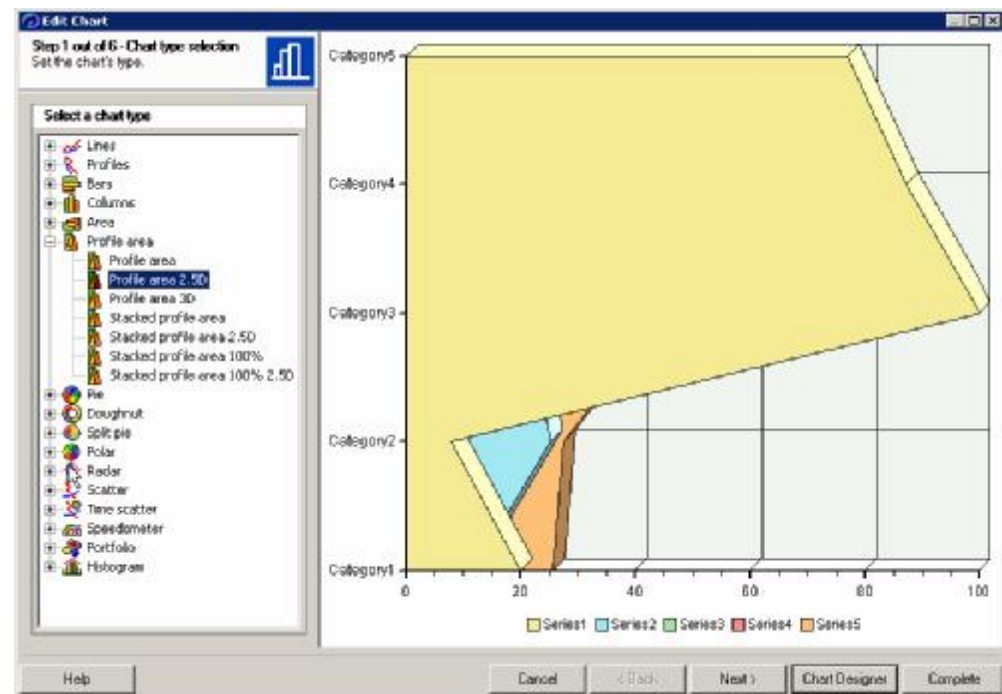 Edit Chart
Step 1 out of 6 - Chart type selection
Set the chart's type.
Select a chart type
Lines
Profiles
Bars
Columns
Area
Profile area
Profile area
Profile area 2.5D
Profile area 3D
Stacked profile area
Stacked profile area 2.5D
Stacked profile area 100%
Stacked profile area 100% 2.5D
Pie
Doughnut
Split pie
Polar
Radar
Scatter
Time scatter
Speedometer
Portfolio
Histogram
Category5
Category4
Category3
Category2
Category1
0 20 40 60 80 100
Series1 Series2 Series3 Series4 Series5
Help Cancel < Back Next > Chart Designer Complete